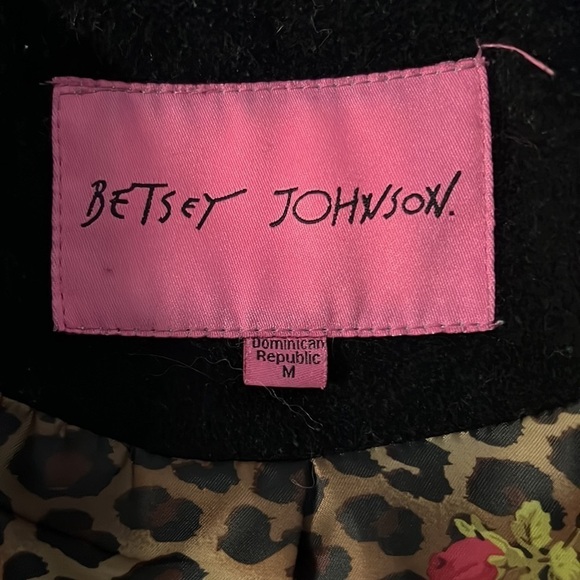 BETSEY JOHNSON.
Dominican
Republic
M